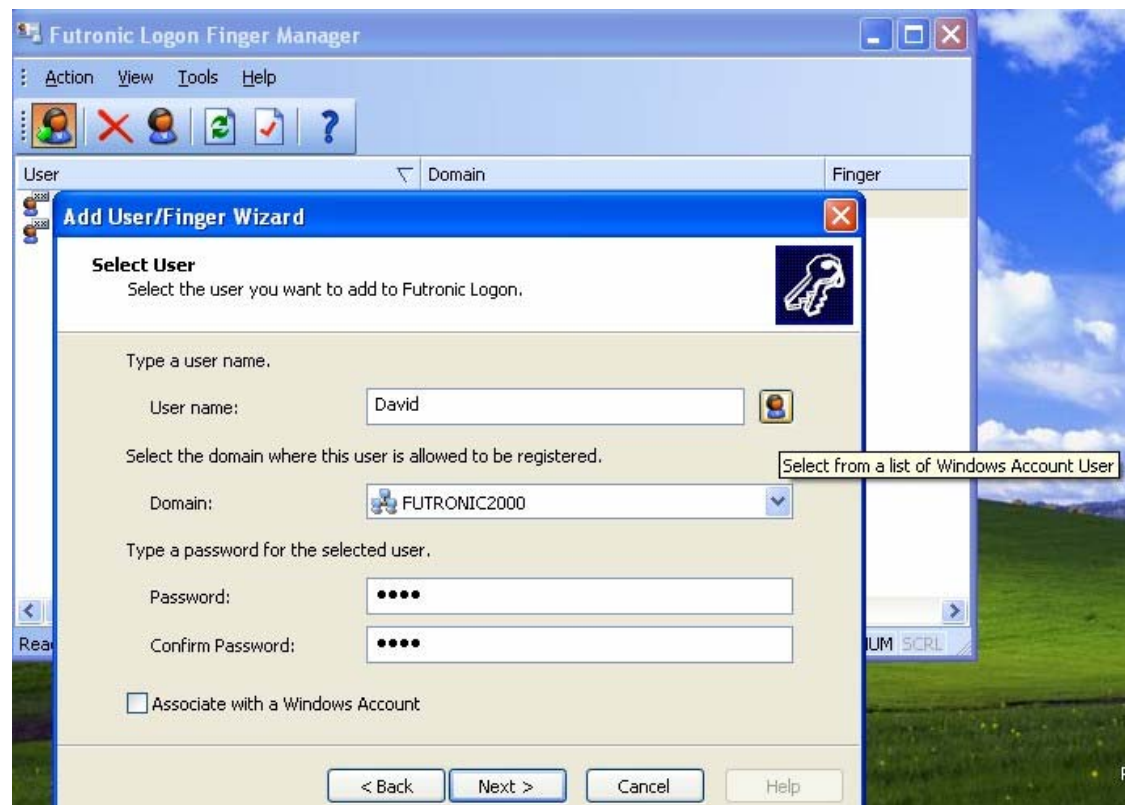 Futronic Logon Finger Manager
Action View Tools Help
User Domain Finger
Add User/Finger Wizard
Select User
Select the user you want to add to Futronic Logon.
Type a user name.
User name: David
Select the domain where this user is allowed to be registered.
Select from a list of Windows Account User
Domain: FUTRONIC2000
Type a password for the selected user.
Password: ••••
Confirm Password: ••••
Associate with a Windows Account
SCRL
< Back Next > Cancel Help